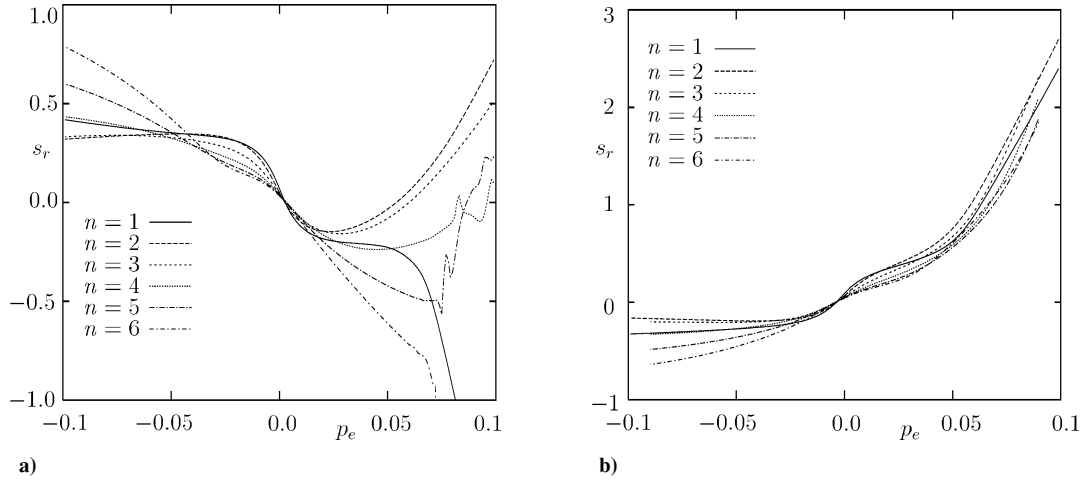 1.0
0.5
s_r
0.0
−0.5
−1.0
n = 1
n = 2
n = 3
n = 4
n = 5
n = 6
−0.1
−0.05
0.0
p_e
0.05
0.1
a)
3
2
s_r
1
0
−1
n = 1
n = 2
n = 3
n = 4
n = 5
n = 6
−0.1
−0.05
0.0
p_e
0.05
0.1
b)